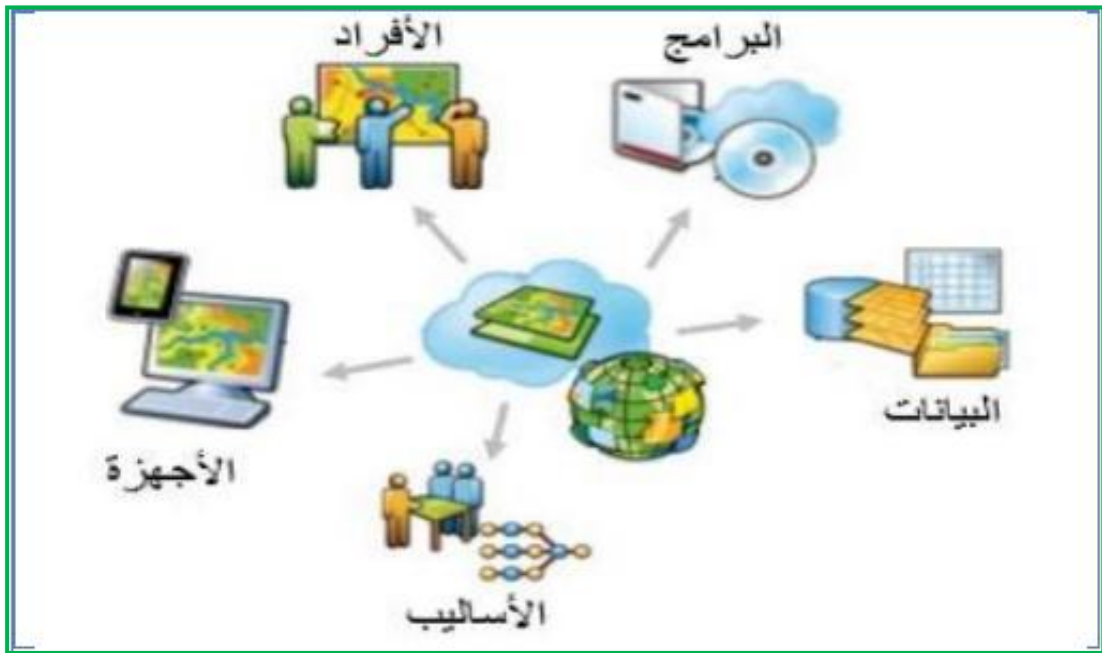 البرامج
الأفراد
البيانات
الأجهزة
الأساليب